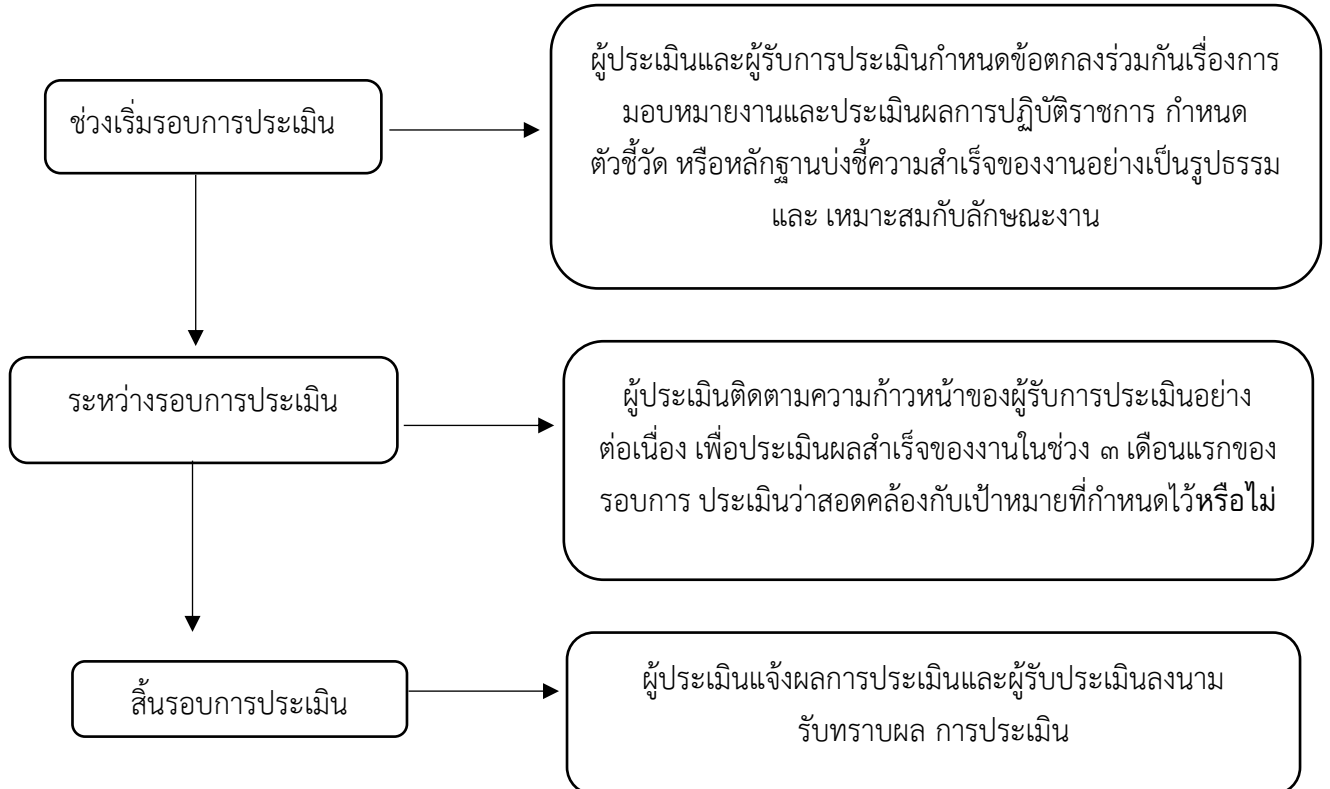 ช่วงเริ่มรอบการประเมิน
ผู้ประเมินและผู้รับการประเมินกำหนดข้อตกลงร่วมกันเรื่องการ
มอบหมายงานและประเมินผลการปฏิบัติราชการ กำหนด
ตัวชี้วัด หรือหลักฐานบ่งชี้ความสำเร็จของงานอย่างเป็นรูปธรรม
และ เหมาะสมกับลักษณะงาน
ระหว่างรอบการประเมิน
ผู้ประเมินติดตามความก้าวหน้าของผู้รับการประเมินอย่าง
ต่อเนื่อง เพื่อประเมินผลสำเร็จของงานในช่วง ๓ เดือนแรกของ
รอบการ ประเมินว่าสอดคล้องกับเป้าหมายที่กำหนดไว้หรือไม่
สิ้นรอบการประเมิน
ผู้ประเมินแจ้งผลการประเมินและผู้รับประเมินลงนาม
รับทราบผล การประเมิน